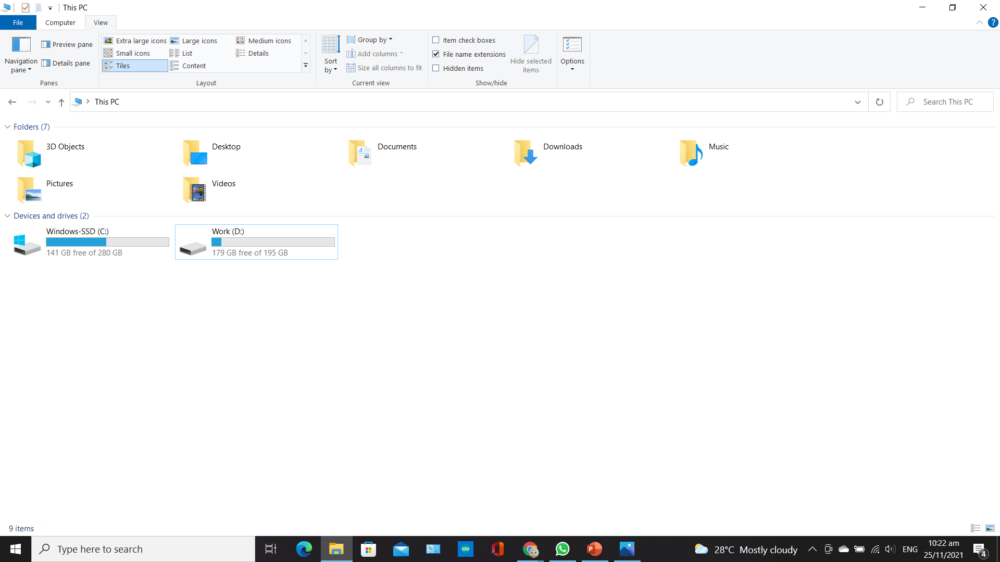 This PC
File
Computer
View
Navigation pane
Preview pane
Details pane
Panes
Extra large icons
Large icons
Medium icons
Small icons
List
Details
Tiles
Content
Layout
Sort by
Group by
Add columns
Size all columns to fit
Current view
Item check boxes
File name extensions
Hidden items
Hide selected items
Show/hide
Options
This PC
Search This PC
Folders (7)
3D Objects
Desktop
Documents
Downloads
Music
Pictures
Videos
Devices and drives (2)
Windows-SSD (C:)
141 GB free of 280 GB
Work (D:)
179 GB free of 195 GB
9 items
Type here to search
28°C Mostly cloudy
ENG
10:22 am
25/11/2021
4